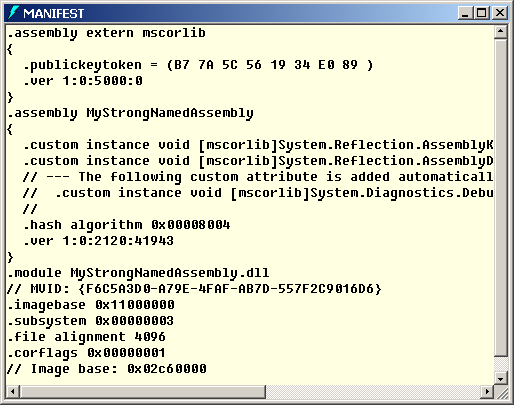 MANIFEST
.assembly extern mscorlib
{
  .publickeytoken = (B7 7A 5C 56 19 34 E0 89 )
  .ver 1:0:5000:0
}
.assembly MyStrongNamedAssembly
{
  .custom instance void [mscorlib]System.Reflection.AssemblyK
  .custom instance void [mscorlib]System.Reflection.AssemblyD
  // --- The following custom attribute is added automaticall
  //  .custom instance void [mscorlib]System.Diagnostics.Debu
  //
  .hash algorithm 0x00008004
  .ver 1:0:2120:41943
}
.module MyStrongNamedAssembly.dll
// MVID: {F6C5A3D0-A79E-4FAF-AB7D-557F2C9016D6}
.imagebase 0x11000000
.subsystem 0x00000003
.file alignment 4096
.corflags 0x00000001
// Image base: 0x02c60000